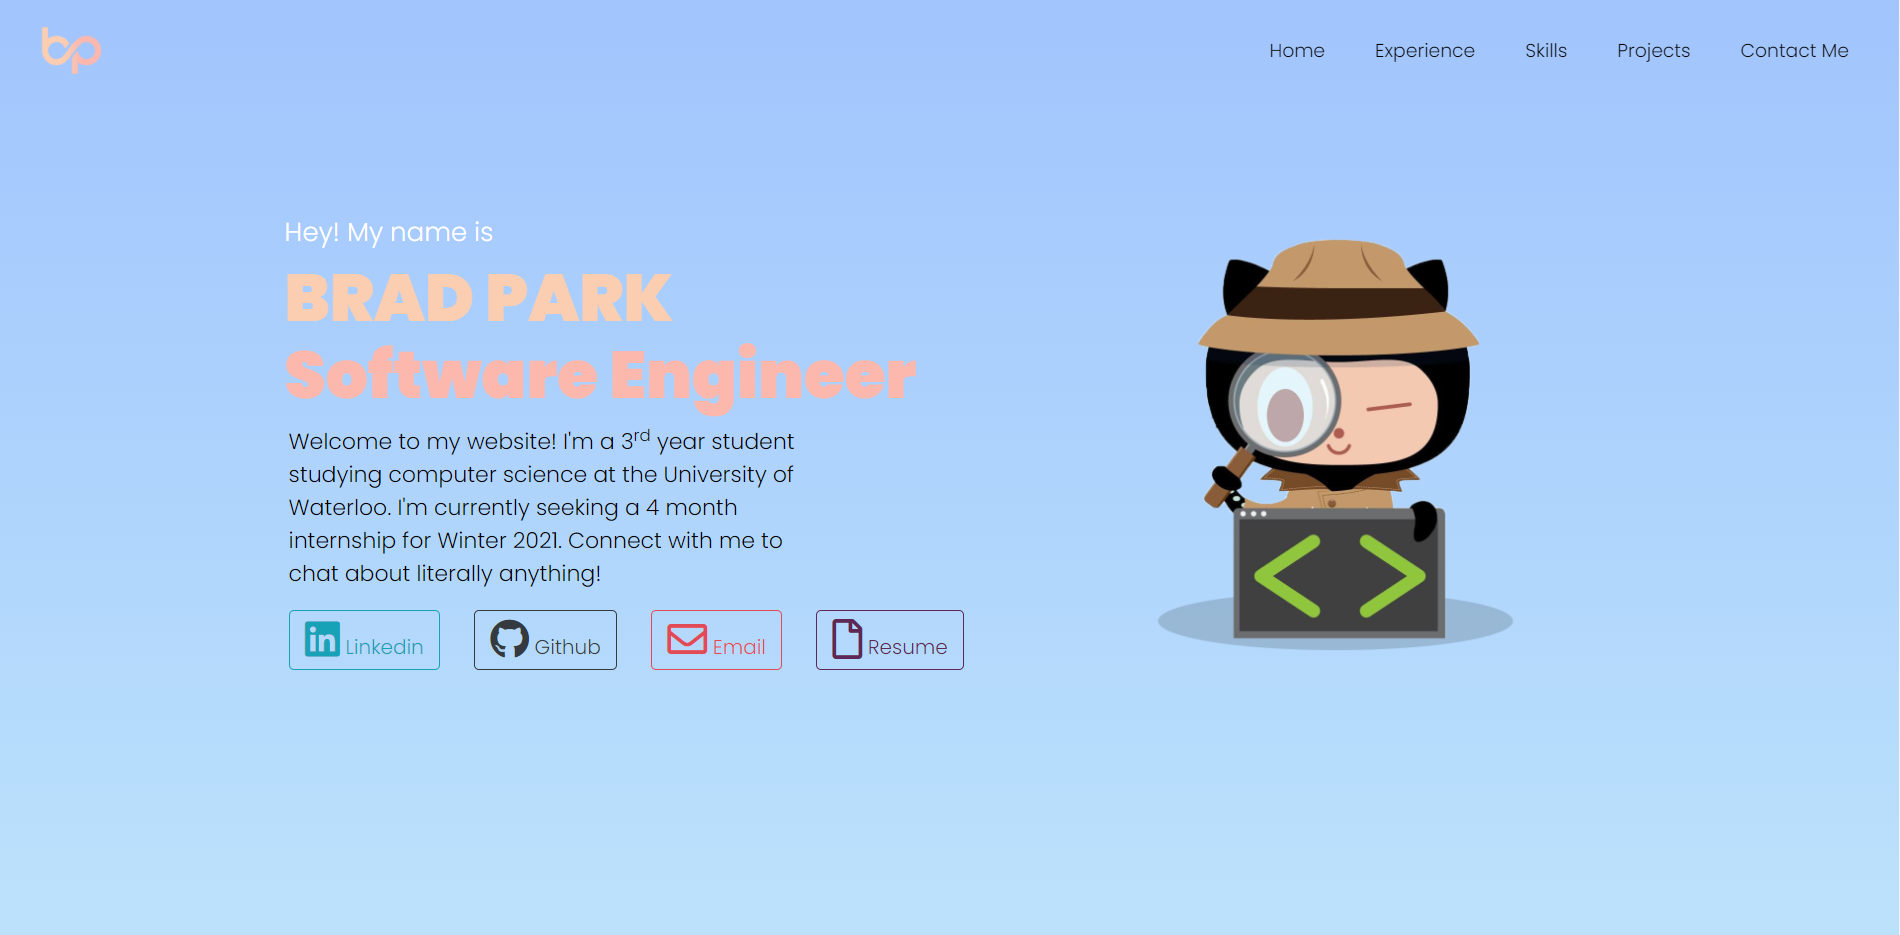 bp
Home Experience Skills Projects Contact Me
Hey! My name is
BRAD PARK
Software Engineer
Welcome to my website! I'm a 3rd year student
studying computer science at the University of
Waterloo. I'm currently seeking a 4 month
internship for Winter 2021. Connect with me to
chat about literally anything!
in Linkedin Github Email Resume
< >